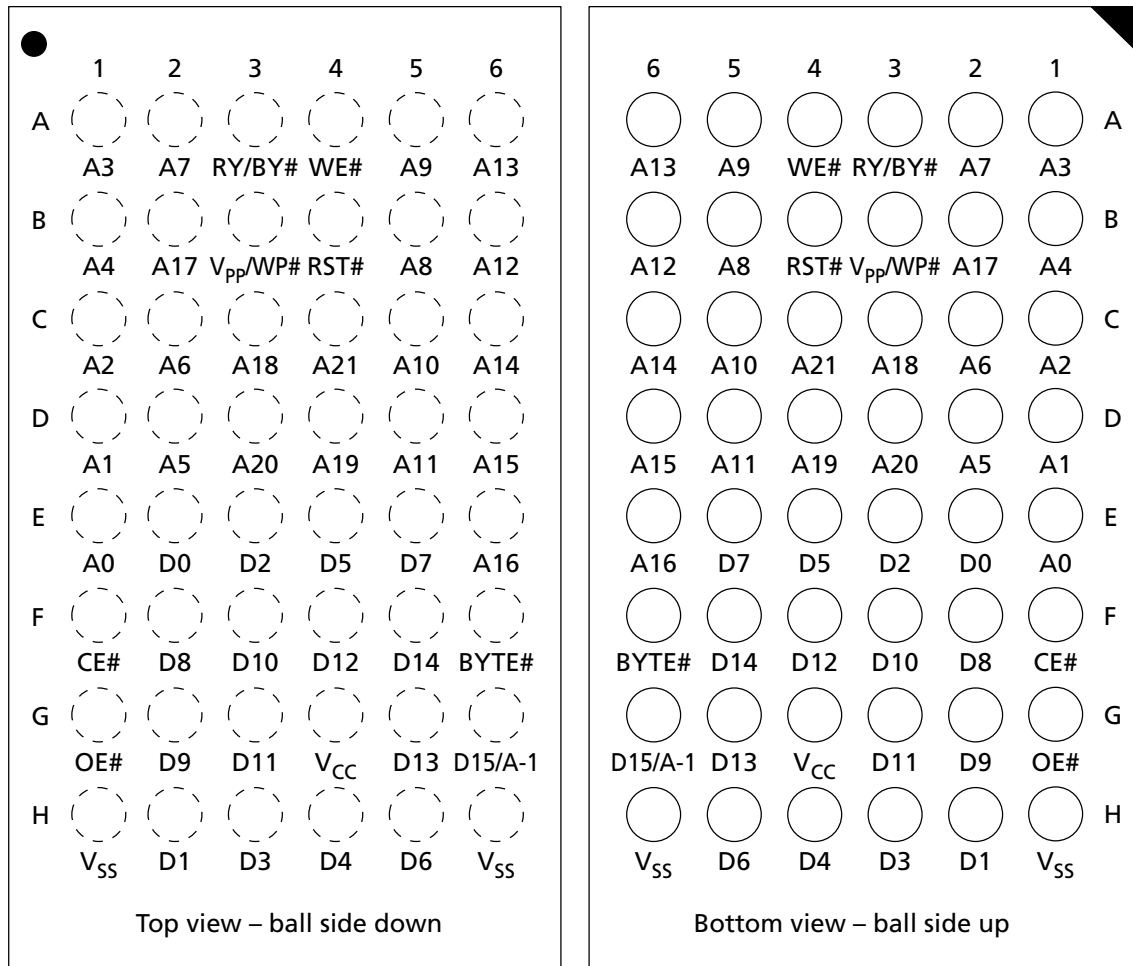 1 2 3 4 5 6
A
A3 A7 RY/BY# WE# A9 A13
B
A4 A17 VPP/WP# RST# A8 A12
C
A2 A6 A18 A21 A10 A14
D
A1 A5 A20 A19 A11 A15
E
A0 D0 D2 D5 D7 A16
F
CE# D8 D10 D12 D14 BYTE#
G
OE# D9 D11 VCC D13 D15/A-1
H
VSS D1 D3 D4 D6 VSS
Top view – ball side down
6 5 4 3 2 1
A
A13 A9 WE# RY/BY# A7 A3
B
A12 A8 RST# VPP/WP# A17 A4
C
A14 A10 A21 A18 A6 A2
D
A15 A11 A19 A20 A5 A1
E
A16 D7 D5 D2 D0 A0
F
BYTE# D14 D12 D10 D8 CE#
G
D15/A-1 D13 VCC D11 D9 OE#
H
VSS D6 D4 D3 D1 VSS
Bottom view – ball side up